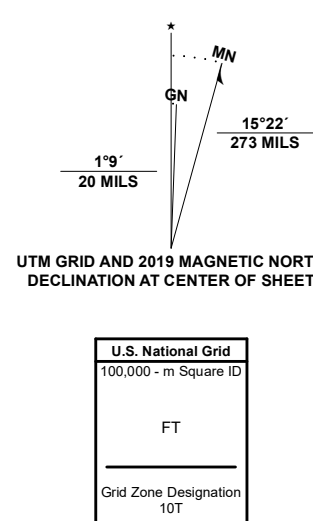 ★
MN
GN
15°22´
273 MILS
1°9´
20 MILS
UTM GRID AND 2019 MAGNETIC NORT
DECLINATION AT CENTER OF SHEET
U.S. National Grid
100,000 - m Square ID
FT
Grid Zone Designation
10T